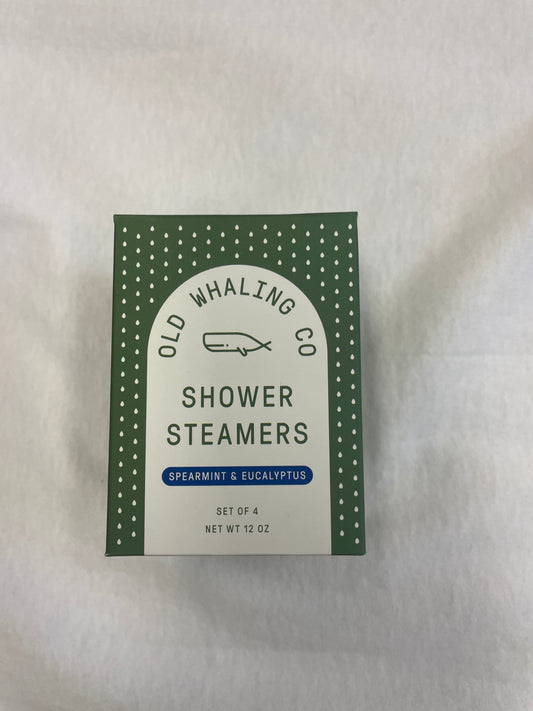 OLD WHALING CO
SHOWER
STEAMERS
SPEARMINT & EUCALYPTUS
SET OF 4
NET WT 12 OZ